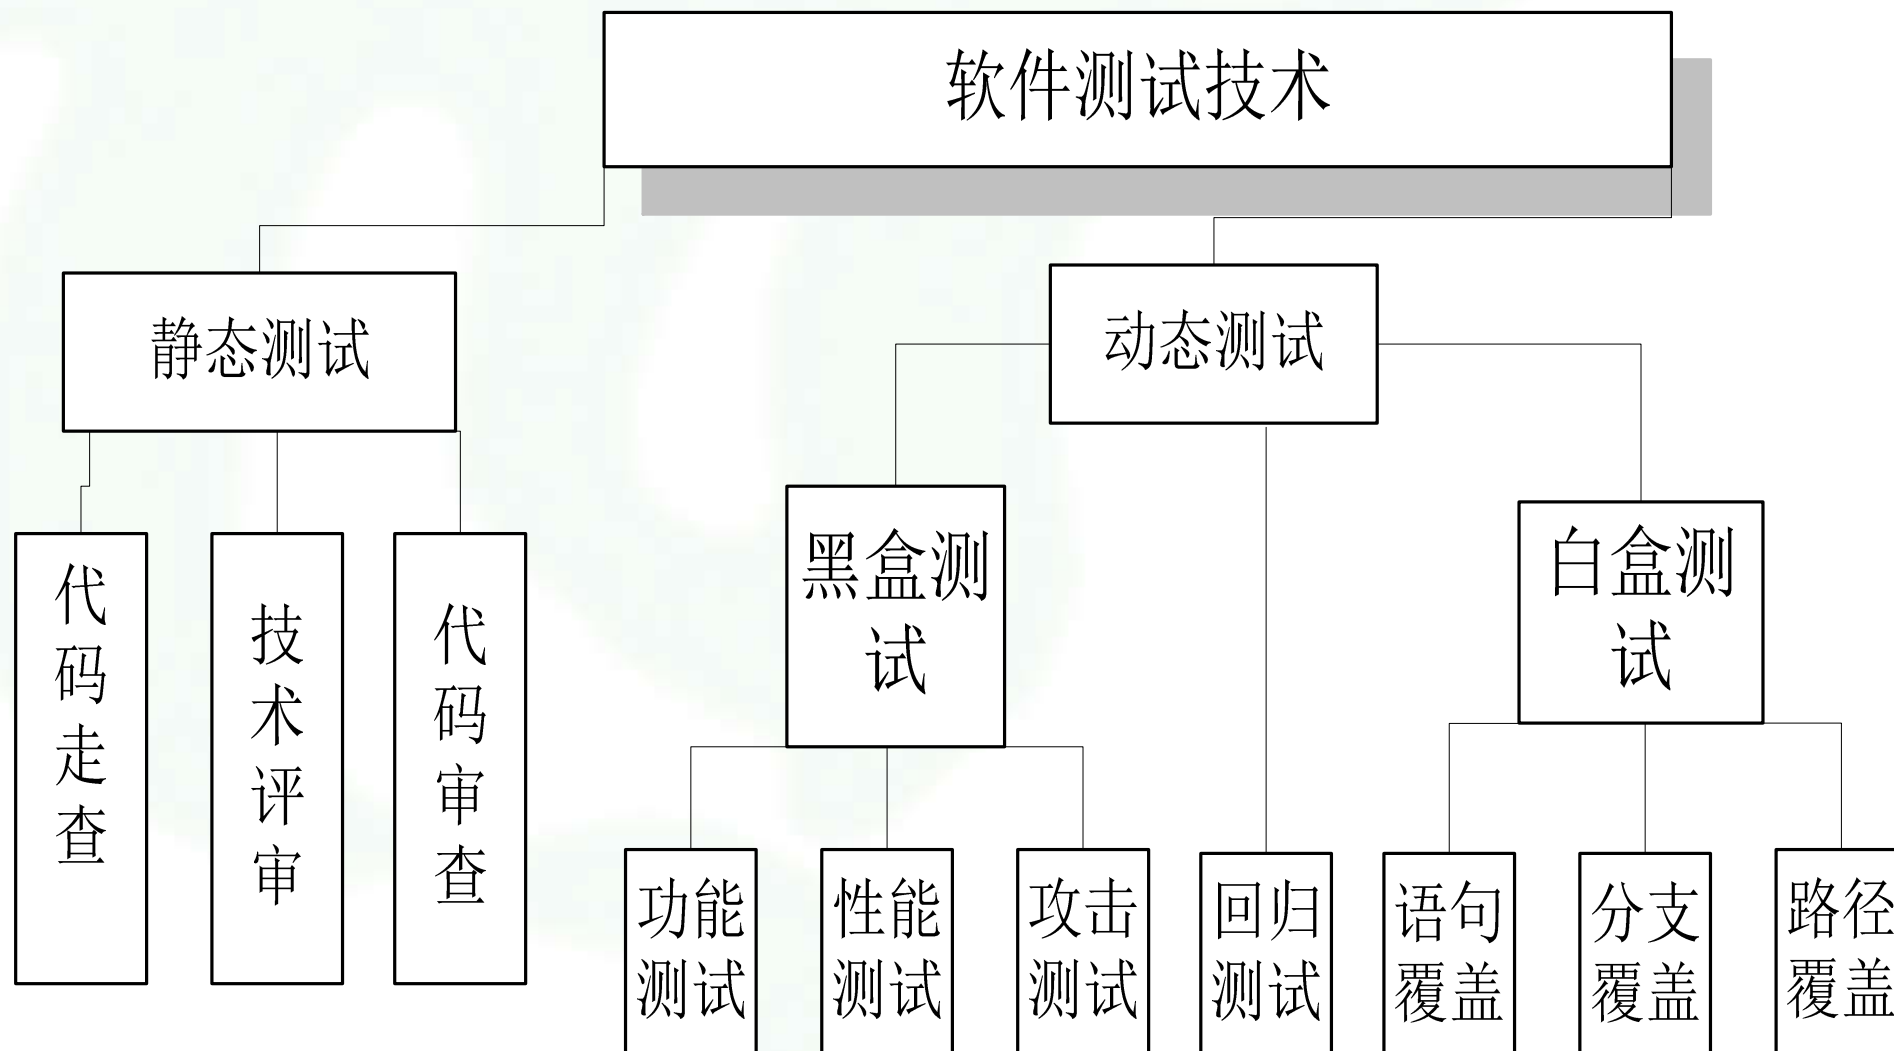 软件测试技术
静态测试
动态测试
黑盒测
试
白盒测
试
代
码
走
查
技
术
评
审
代
码
审
查
功能
测试
性能
测试
攻击
测试
回归
测试
语句
覆盖
分支
覆盖
路径
覆盖